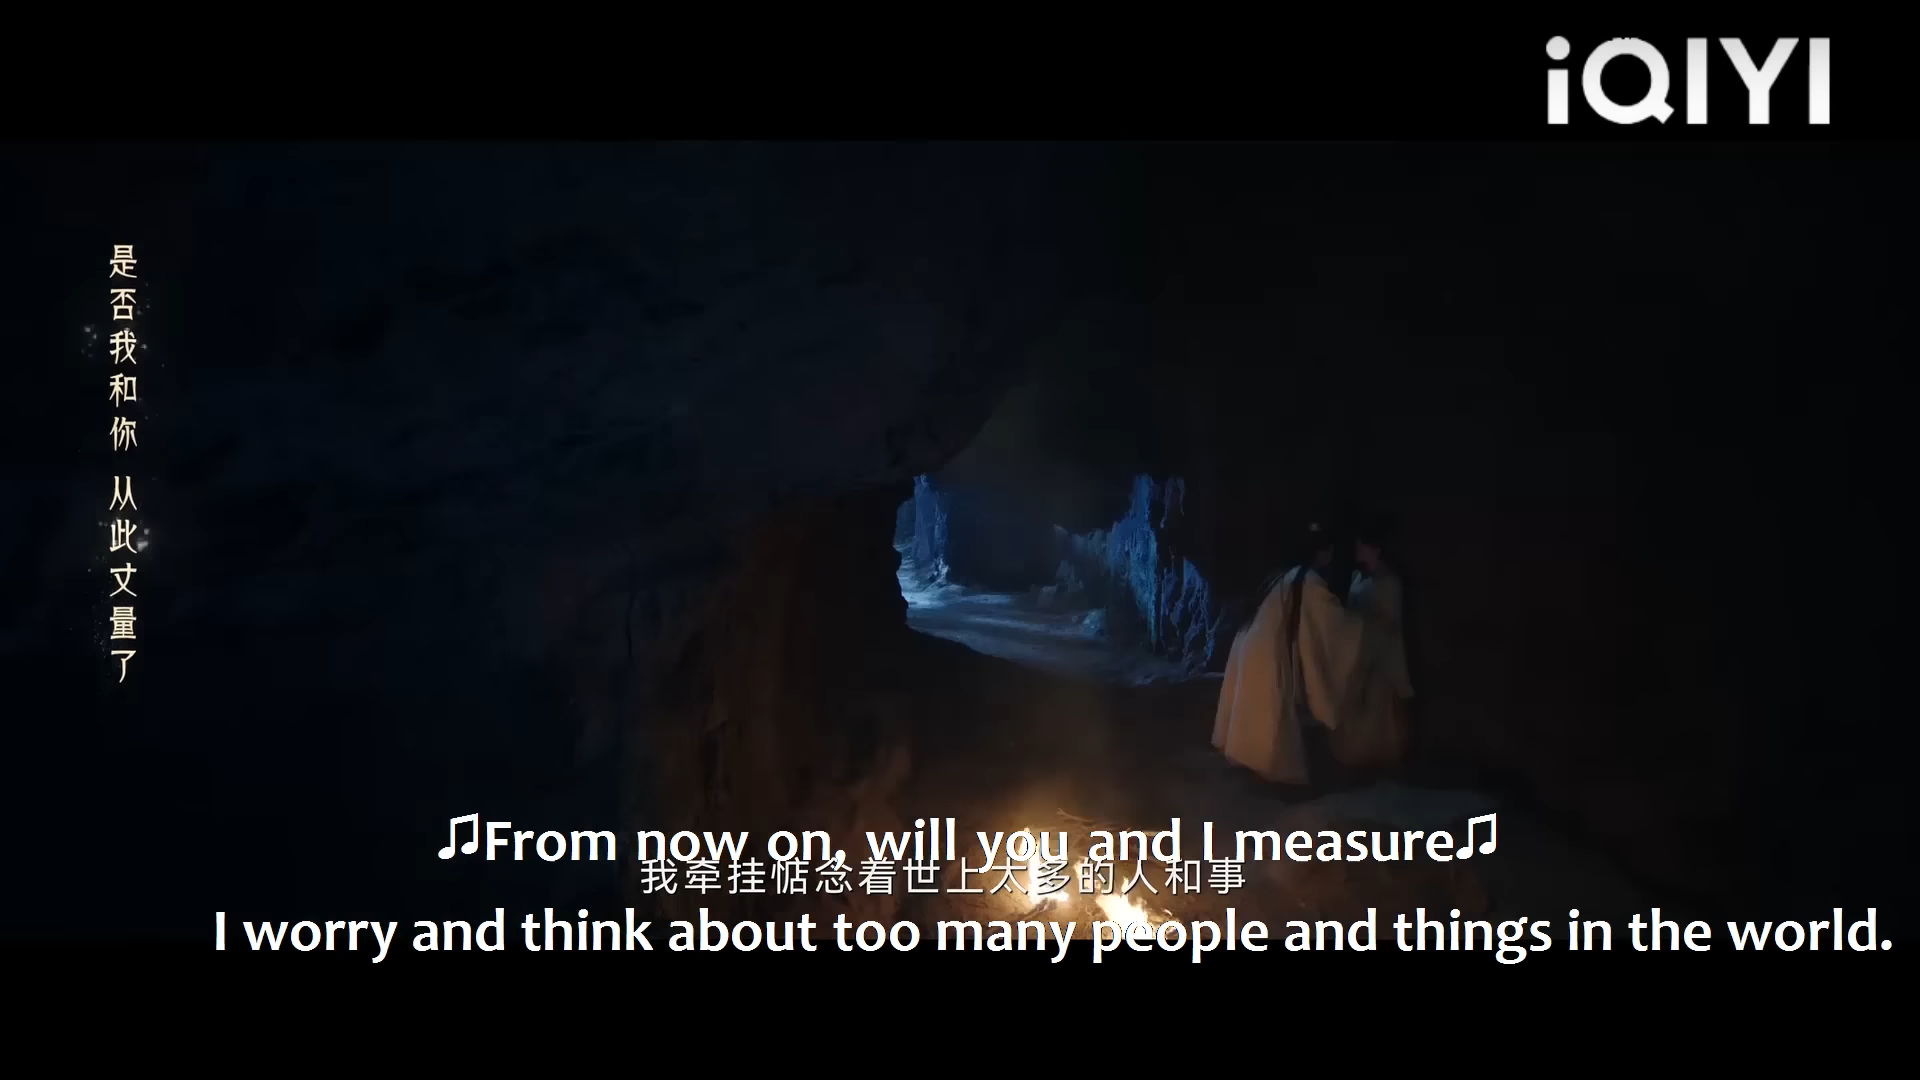 iQIYI
是否我和你 从此丈量了
♫From now on, will you and I measure♫
我牵挂惦念着世上太多的人和事
I worry and think about too many people and things in the world.